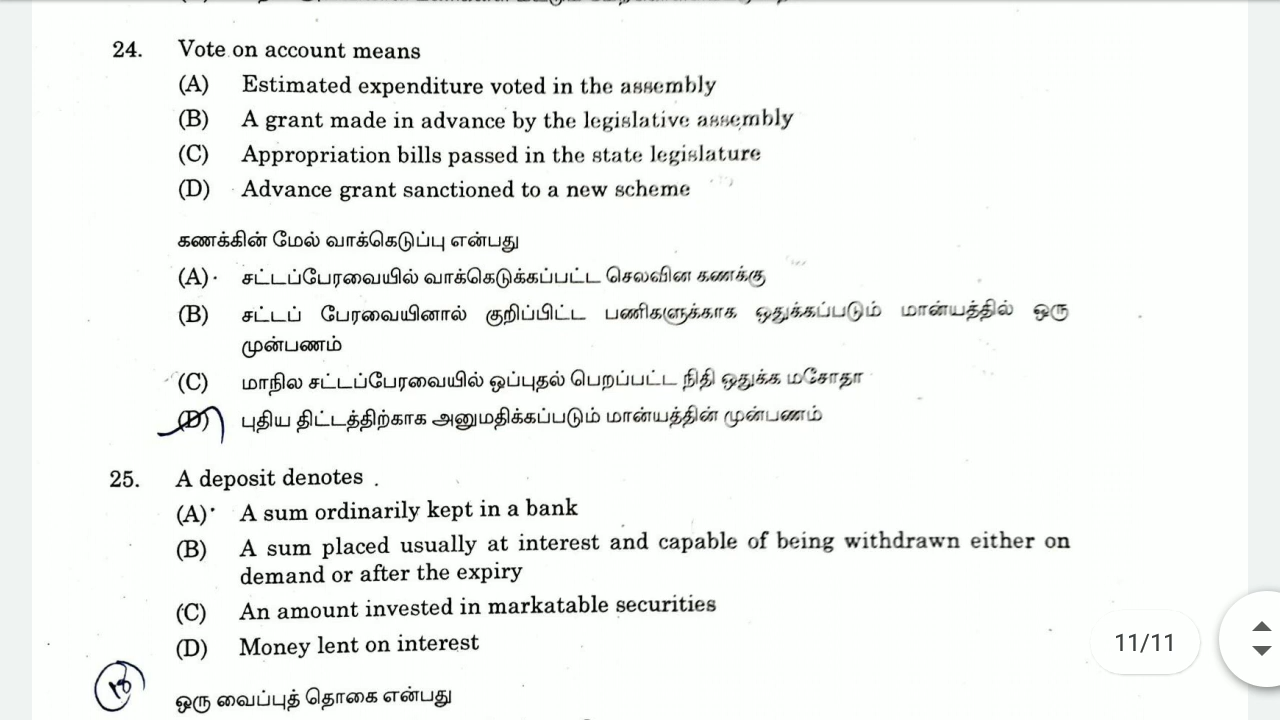 24. Vote on account means
(A) Estimated expenditure voted in the assembly
(B) A grant made in advance by the legislative assembly
(C) Appropriation bills passed in the state legislature
(D) Advance grant sanctioned to a new scheme
கணக்கின் மேல் வாக்கெடுப்பு என்பது
(A) சட்டப்பேரவையில் வாக்கெடுக்கப்பட்ட செலவின கணக்கு
(B) சட்டப் பேரவையினால் குறிப்பிட்ட பணிகளுக்காக ஒதுக்கப்படும் மான்யத்தில் ஒரு
முன்பணம்
(C) மாநில சட்டப்பேரவையில் ஒப்புதல் பெறப்பட்ட நிதி ஒதுக்க மசோதா
(D) புதிய திட்டத்திற்காக அனுமதிக்கப்படும் மான்யத்தின் முன்பணம்
25. A deposit denotes .
(A) A sum ordinarily kept in a bank
(B) A sum placed usually at interest and capable of being withdrawn either on
demand or after the expiry
(C) An amount invested in markatable securities
(D) Money lent on interest
11/11
ஒரு வைப்புத் தொகை என்பது